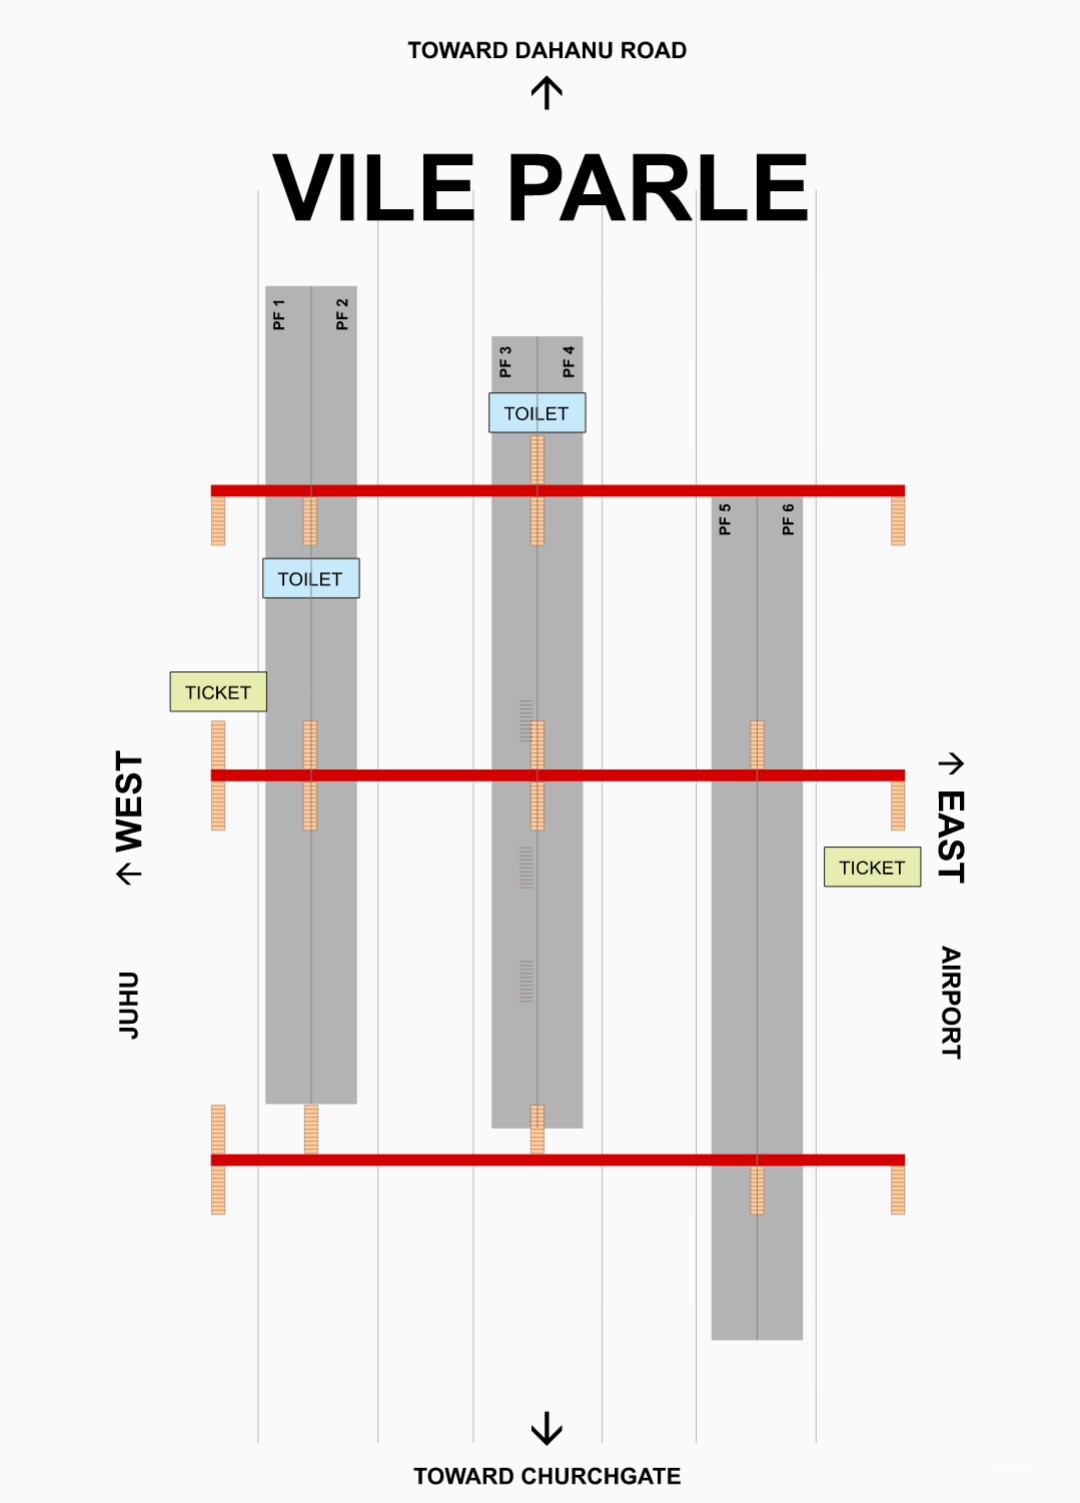 TOWARD DAHANU ROAD
↑
VILE PARLE
PF 1
PF 2
PF 3
PF 4
TOILET
PF 5
PF 6
TOILET
TICKET
↑ WEST
↑ EAST
TICKET
JUHU
AIRPORT
↓
TOWARD CHURCHGATE